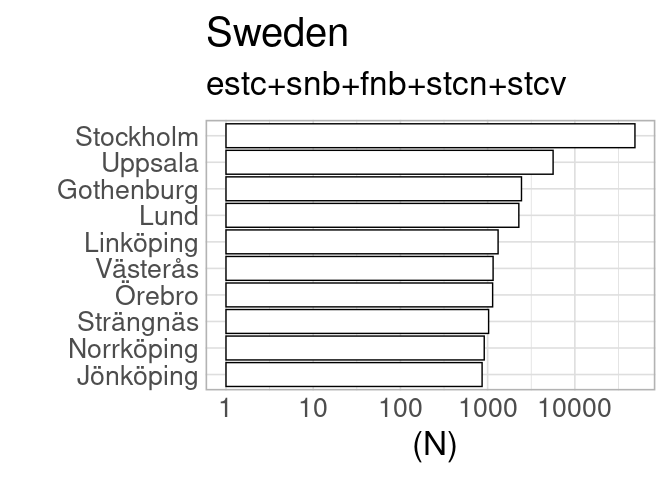 Sweden
estc+snb+fnb+stcn+stcv
Stockholm
Uppsala
Gothenburg
Lund
Linköping
Västerås
Örebro
Strängnäs
Norrköping
Jönköping
1 10 100 1000 10000
(N)